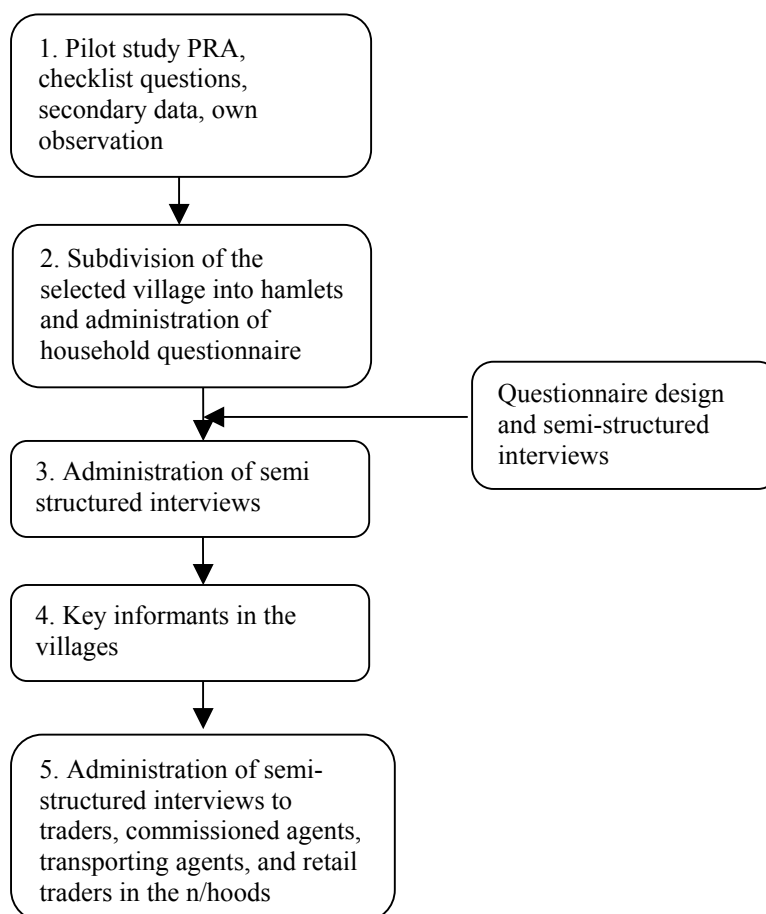 1. Pilot study PRA,
checklist questions,
secondary data, own
observation
2. Subdivision of the
selected village into hamlets
and administration of
household questionnaire
Questionnaire design
and semi-structured
interviews
3. Administration of semi
structured interviews
4. Key informants in the
villages
5. Administration of semi-
structured interviews to
traders, commissioned agents,
transporting agents, and retail
traders in the n/hoods